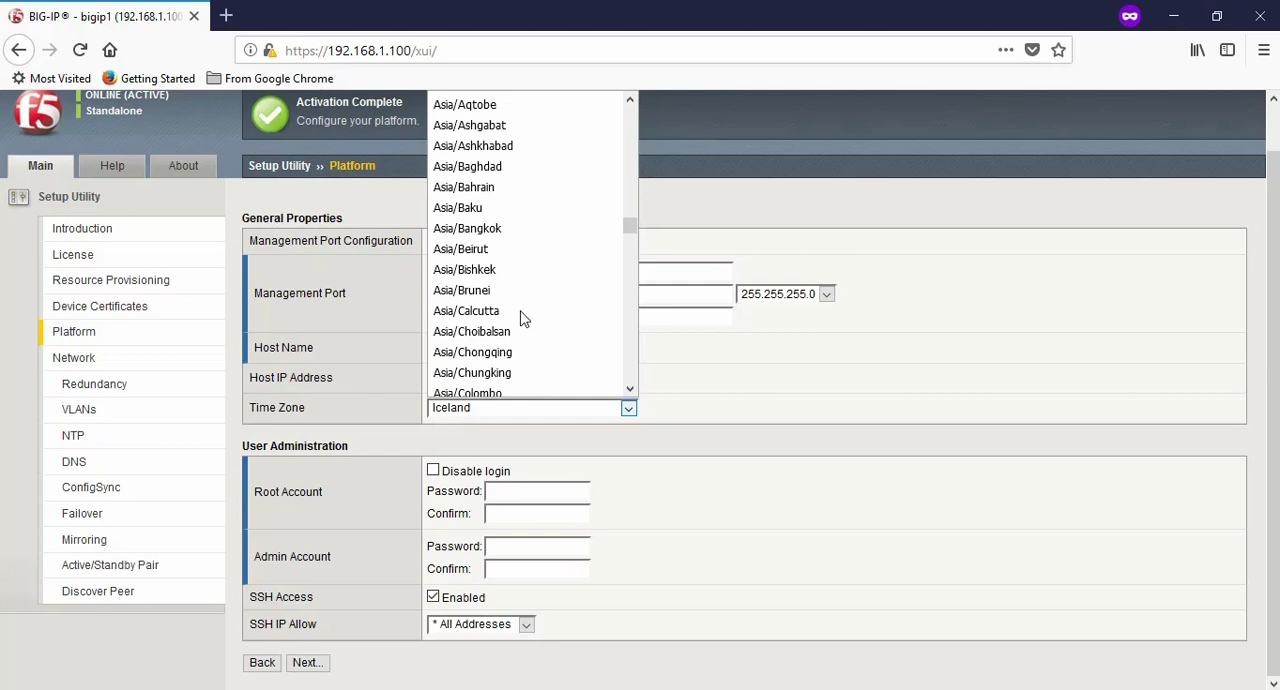 BIG-IP® - bigip1 (192.168.1.100
https://192.168.1.100/xui/
Most Visited
Getting Started
From Google Chrome
f5
ONLINE (ACTIVE)
Standalone
Activation Complete
Configure your platform.
Main
Help
About
Setup Utility
Introduction
License
Resource Provisioning
Device Certificates
Platform
Network
Redundancy
VLANs
NTP
DNS
ConfigSync
Failover
Mirroring
Active/Standby Pair
Discover Peer
Setup Utility » Platform
General Properties
Management Port Configuration
Management Port
255.255.255.0
Host Name
Host IP Address
Time Zone
Iceland
Asia/Aqtobe
Asia/Ashgabat
Asia/Ashkhabad
Asia/Baghdad
Asia/Bahrain
Asia/Baku
Asia/Bangkok
Asia/Beirut
Asia/Bishkek
Asia/Brunei
Asia/Calcutta
Asia/Choibalsan
Asia/Chongqing
Asia/Chungking
Asia/Colombo
User Administration
Root Account
Disable login
Password:
Confirm:
Admin Account
Password:
Confirm:
SSH Access
Enabled
SSH IP Allow
* All Addresses
Back
Next...